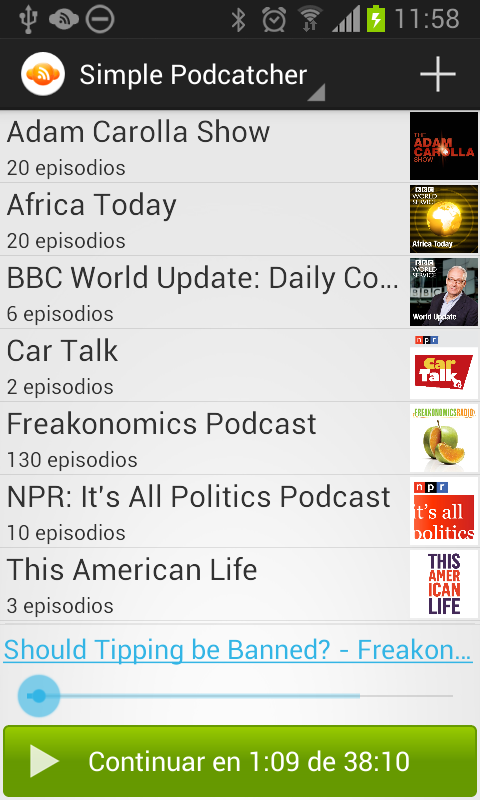 11:58
Simple Podcatcher
Adam Carolla Show
20 episodios
THE
ADAM
CAROLLA
SHOW
Africa Today
20 episodios
BBC
WORLD
SERVICE
Africa Today
BBC World Update: Daily Co...
6 episodios
BBC
WORLD
SERVICE
World Update
Car Talk
2 episodios
npr
Car
Talk
Freakonomics Podcast
130 episodios
FREAKONOMICS RADIO
NPR: It's All Politics Podcast
10 episodios
npr
it's all
politics
This American Life
3 episodios
THIS
AMER
ICAN
LIFE
Should Tipping be Banned? - Freakon...
Continuar en 1:09 de 38:10